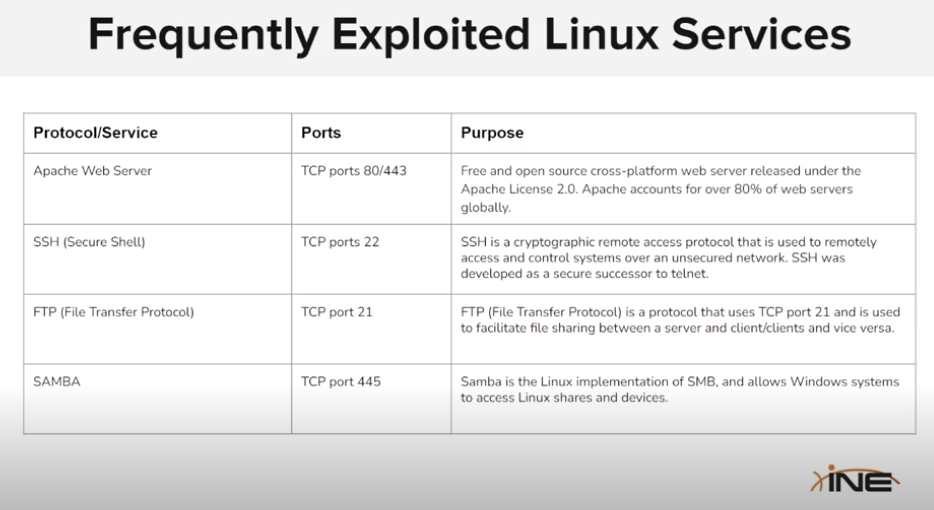 Frequently Exploited Linux Services
Protocol/Service
Ports
Purpose
Apache Web Server
TCP ports 80/443
Free and open source cross-platform web server released under the
Apache License 2.0. Apache accounts for over 80% of web servers
globally.
SSH (Secure Shell)
TCP ports 22
SSH is a cryptographic remote access protocol that is used to remotely
access and control systems over an unsecured network. SSH was
developed as a secure successor to telnet.
FTP (File Transfer Protocol)
TCP port 21
FTP (File Transfer Protocol) is a protocol that uses TCP port 21 and is used
to facilitate file sharing between a server and client/clients and vice versa.
SAMBA
TCP port 445
Samba is the Linux implementation of SMB, and allows Windows systems
to access Linux shares and devices.
INE